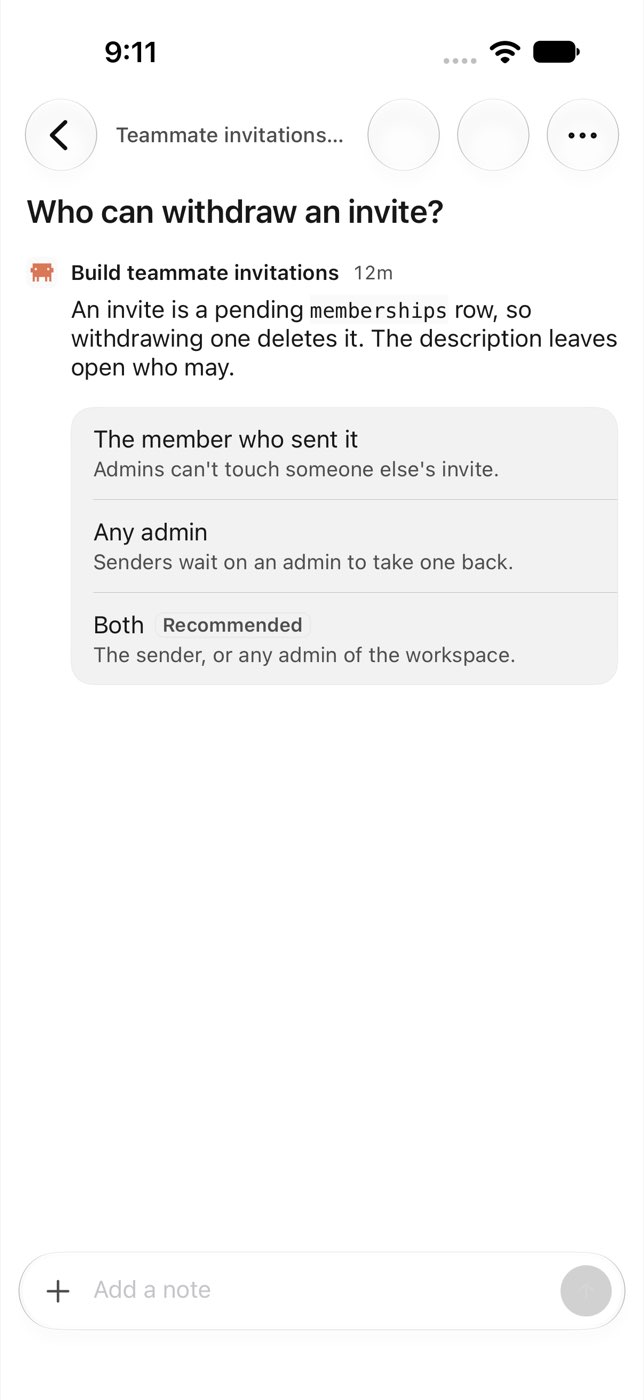 9:11
Teammate invitations...
Who can withdraw an invite?
Build teammate invitations 12m
An invite is a pending memberships row, so
withdrawing one deletes it. The description leaves
open who may.
The member who sent it
Admins can't touch someone else's invite.
Any admin
Senders wait on an admin to take one back.
Both Recommended
The sender, or any admin of the workspace.
Add a note